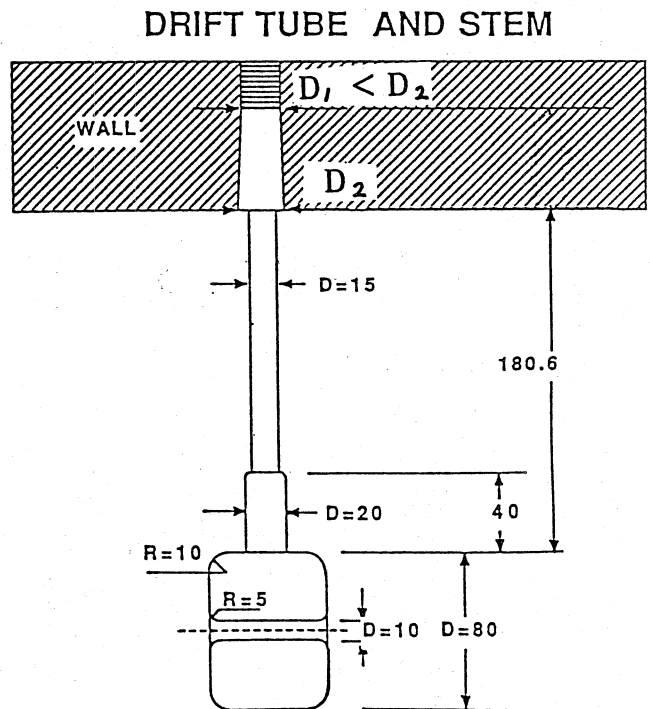 DRIFT TUBE AND STEM
D₁ < D₂
WALL
D₂
D=15
180.6
40
D=20
R=10
R=5
D=10
D=80